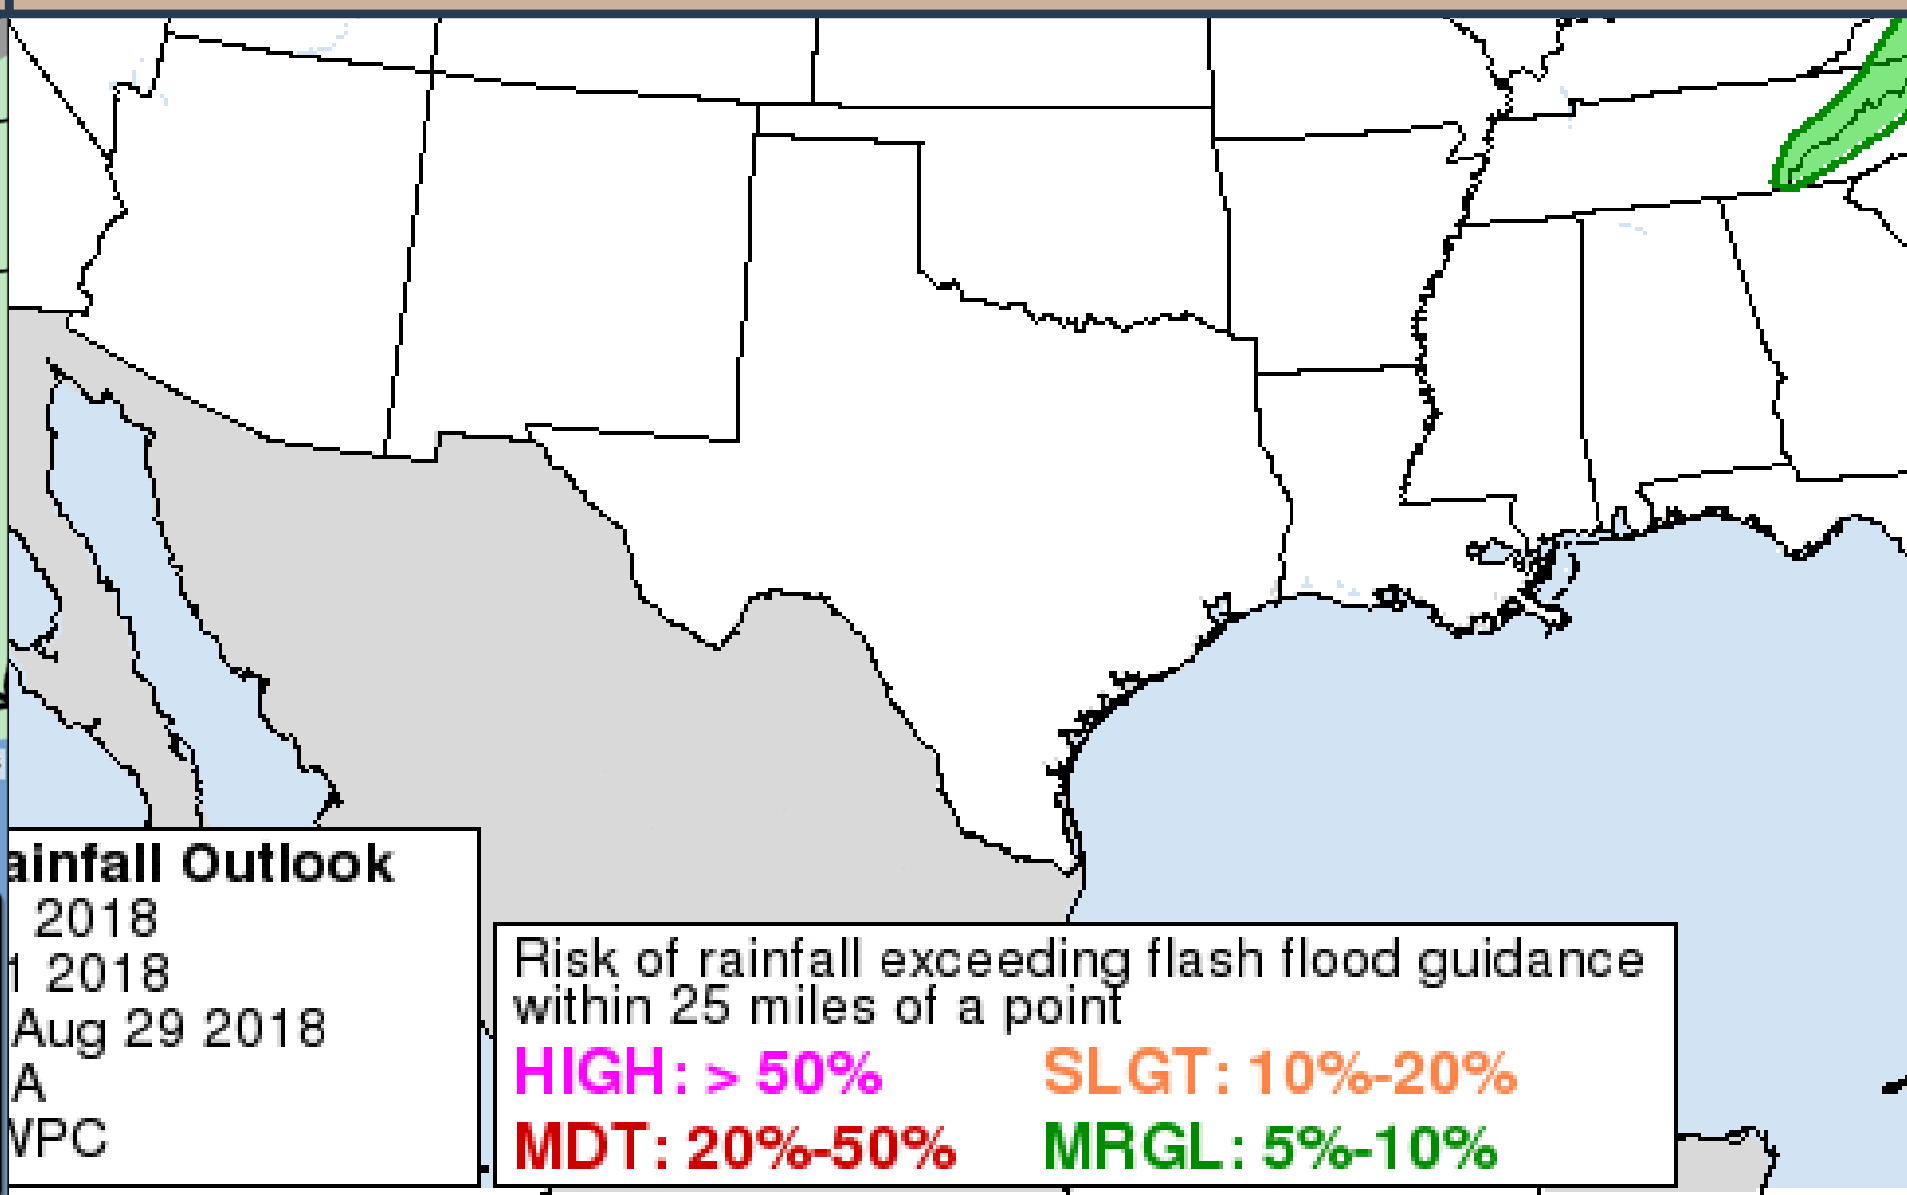 ainfall Outlook
2018
1 2018
Aug 29 2018
A
WPC
Risk of rainfall exceeding flash flood guidance
within 25 miles of a point
HIGH: > 50% SLGT: 10%-20%
MDT: 20%-50% MRGL: 5%-10%